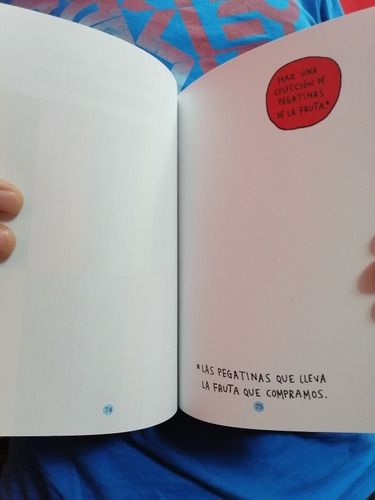 HAZ UNA
COLECCIÓN DE
PEGATINAS
DE LA FRUTA.*
*LAS PEGATINAS QUE LLEVA
LA FRUTA QUE COMPRAMOS.
74
75